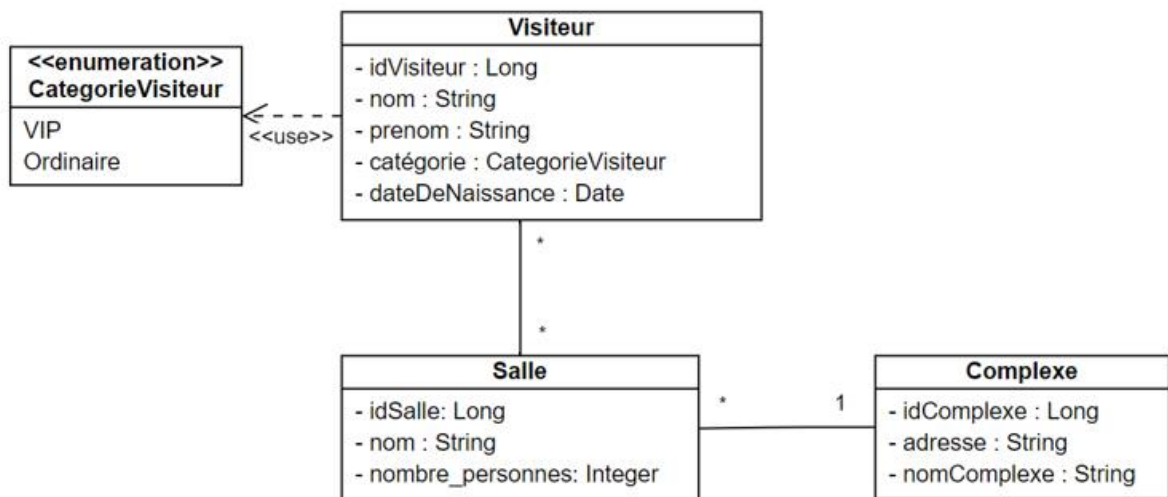 <<enumeration>>
CategorieVisiteur
VIP
Ordinaire
<<use>>
Visiteur
- idVisiteur : Long
- nom : String
- prenom : String
- catégorie : CategorieVisiteur
- dateDeNaissance : Date
*
*
Salle
- idSalle: Long
- nom : String
- nombre_personnes: Integer
*
1
Complexe
- idComplexe : Long
- adresse : String
- nomComplexe : String